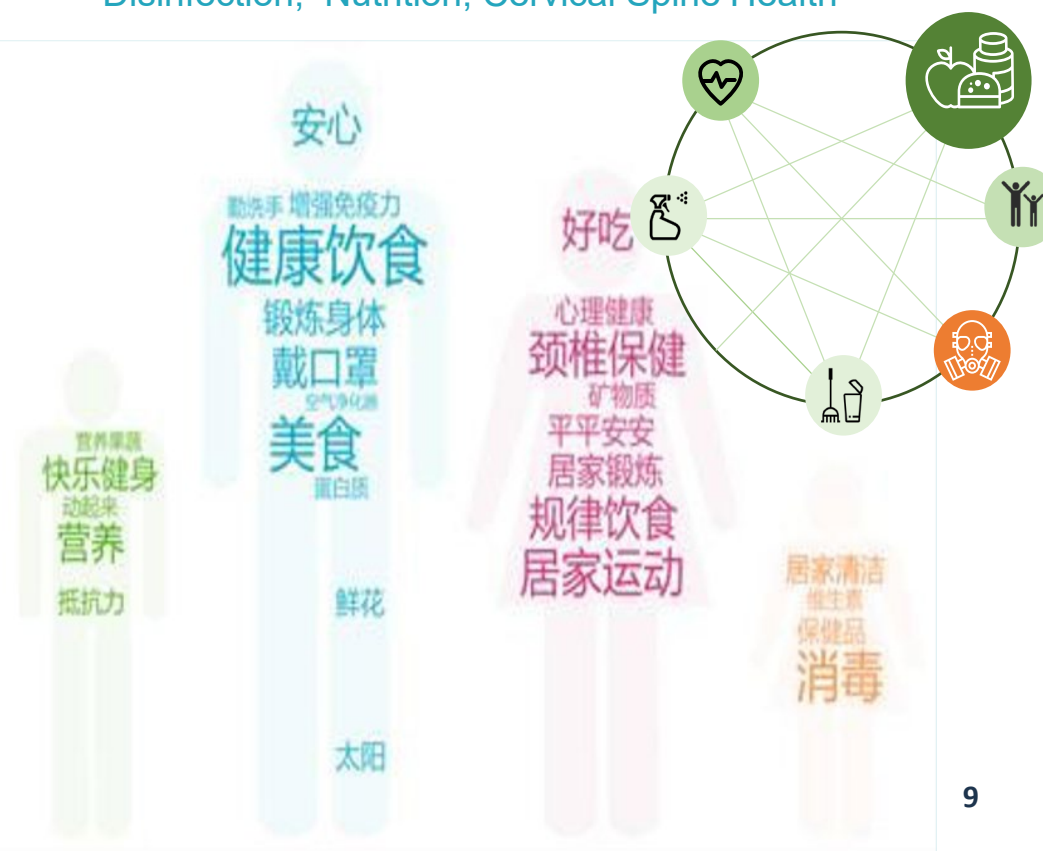 Disinfection, Nutrition, Cervical Spine Health
安心
勤洗手 增强免疫力
健康饮食
锻炼身体
戴口罩
空气净化器
美食
蛋白质
鲜花
太阳
好吃
心理健康
颈椎保健
矿物质
平平安安
居家锻炼
规律饮食
居家运动
营养果蔬
快乐健身
动起来
营养
抵抗力
居家清洁
维生素
保健品
消毒
9